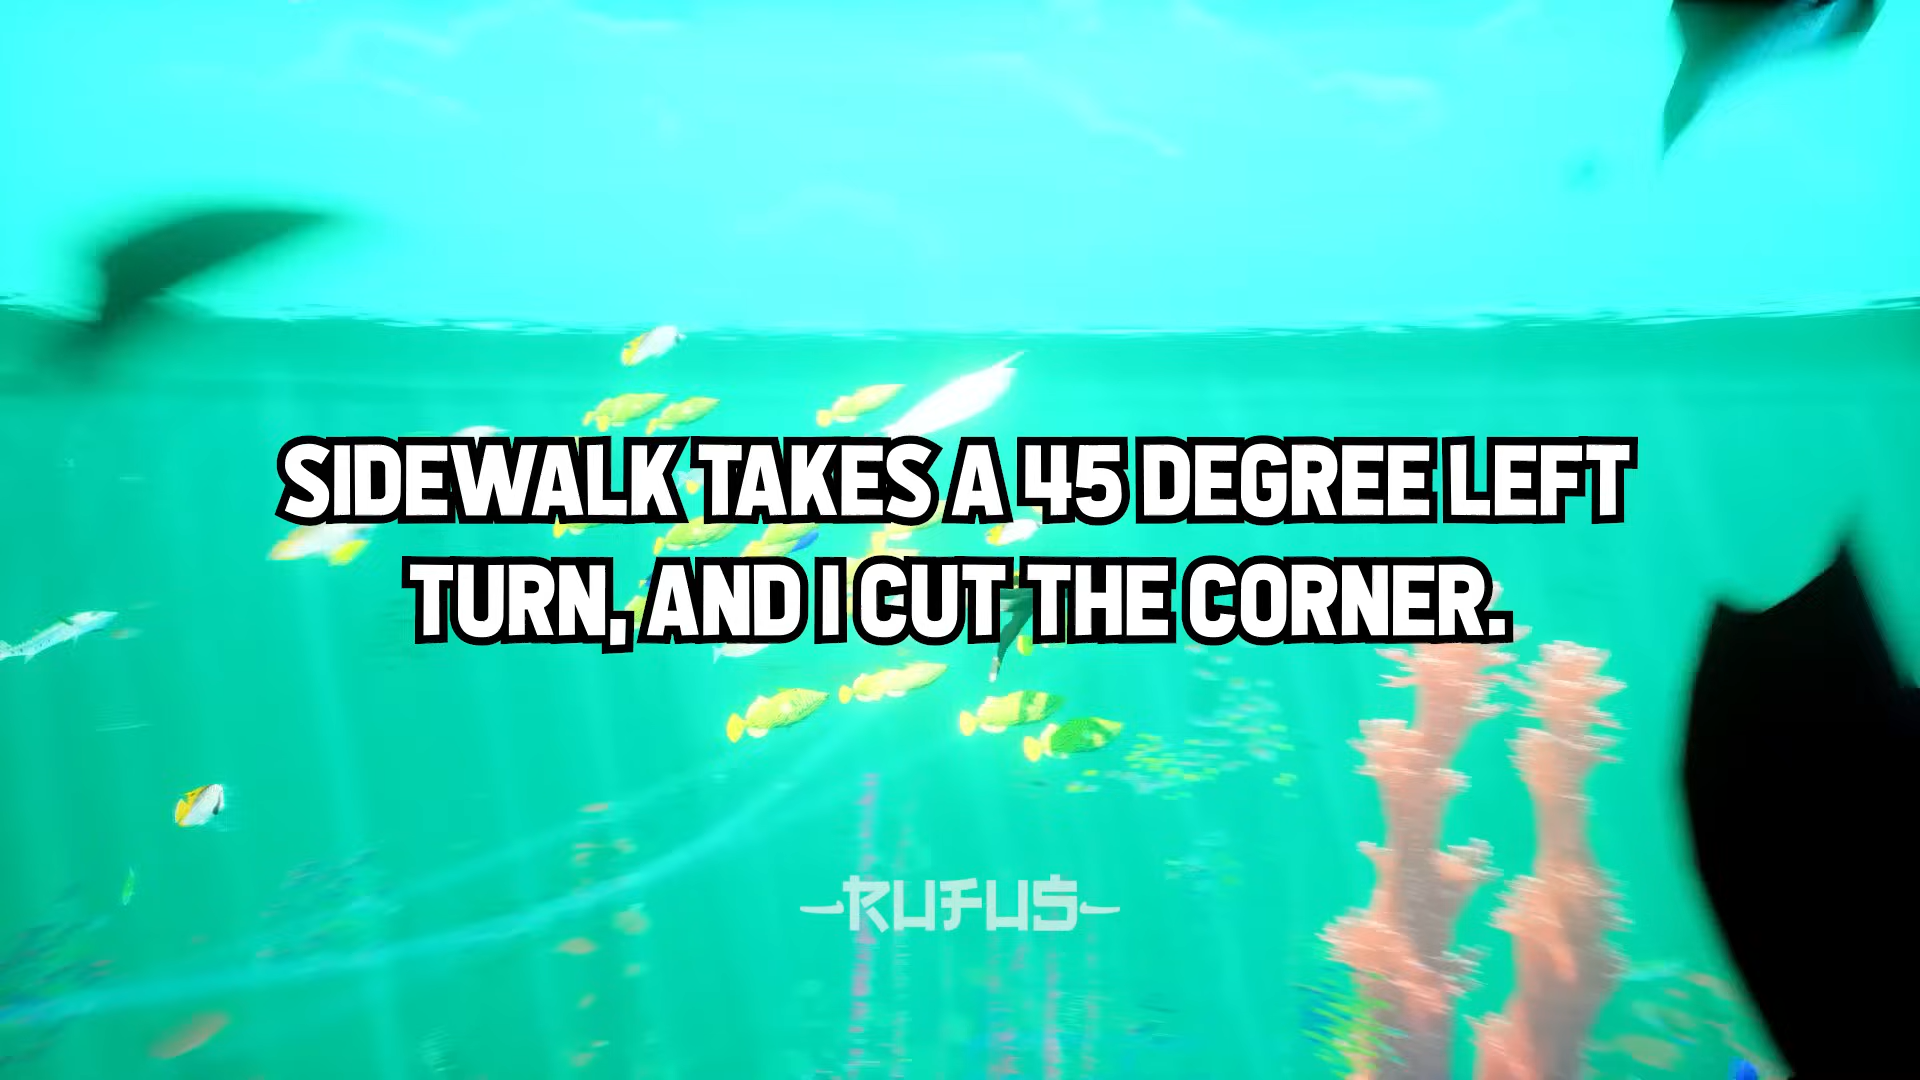 SIDEWALK TAKES A 45 DEGREE LEFT
TURN, AND I CUT THE CORNER.
RUFUS